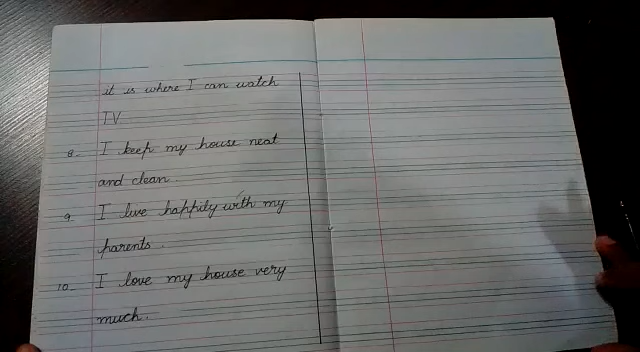 it is where I can watch
TV
8. I keep my house neat
and clean.
9. I live happily with my
parents.
10. I love my house very
much.